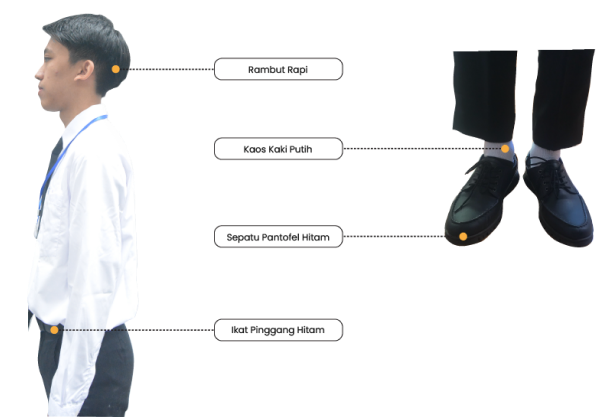 Rambut Rapi
Kaos Kaki Putih
Sepatu Pantofel Hitam
Ikat Pinggang Hitam